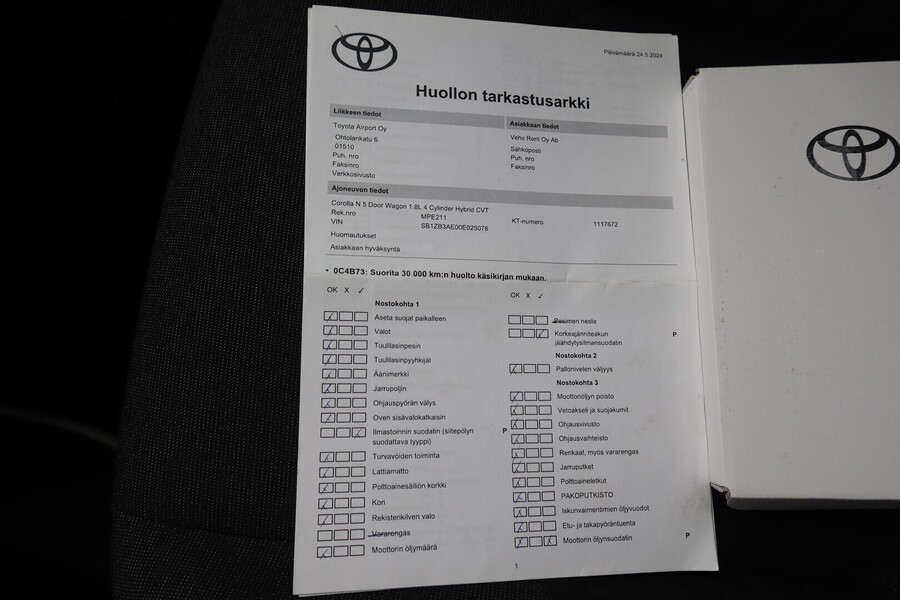 Päivämäärä 24.5.2024
Huollon tarkastusarkki
Liikkeen tiedot
Asiakkaan tiedot
Toyota Airport Oy
Ohtolankatu 6
01510
Puh. nro
Faksinro
Verkkosivusto
Veho Rent Oy Ab
Sähköposti
Puh. nro
Faksinro
Ajoneuvon tiedot
Corolla N 5 Door Wagon 1.8L 4 Cylinder Hybrid CVT
Rek.nro MPE211
VIN SB1ZB3AE00E025078
KT-numero 1117672
Huomautukset
Asiakkaan hyväksyntä
• 0C4B73: Suorita 30 000 km:n huolto käsikirjan mukaan.
OK X ✓
Nostokohta 1
Aseta suojat paikalleen
Valot
Tuulilasinpesin
Tuulilasinpyyhkijät
Äänimerkki
Jarrupoljin
Ohjauspyörän välys
Oven sisävalokatkaisin
Ilmastoinnin suodatin (siitepölyn P
suodattava tyyppi)
Turvavöiden toiminta
Lattiamatto
Polttoainesäiliön korkki
Kori
Rekisterikilven valo
Vararengas
Moottorin öljymäärä
OK X ✓
Pesimen neste
Korkeajänniteakun P
jäähdytysilmansuodatin
Nostokohta 2
Pallonivelen väljyys
Nostokohta 3
Moottoriöljyn poisto
Vetoakseli ja suojakumit
Ohjausvivusto
Ohjausvaihteisto
Renkaat, myös vararengas
Jarruputket
Polttoaineletkut
PAKOPUTKISTO
Iskunvaimentimien öljyvuodot
Etu- ja takapyöräntuenta
Moottorin öljynsuodatin P
1